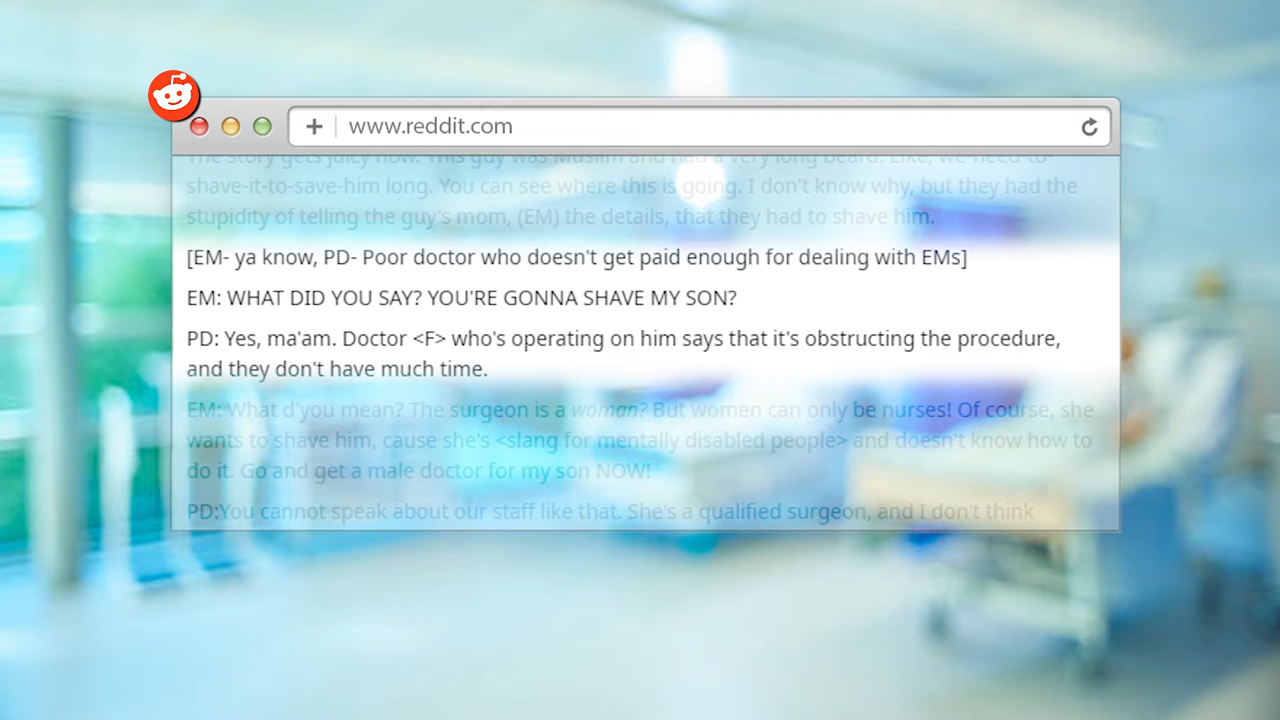 www.reddit.com
The story gets juicy now. This guy was Muslim and had a very long beard. Like, we need-to-
shave-it-to-save-him long. You can see where this is going. I don't know why, but they had the
stupidity of telling the guy's mom, (EM) the details, that they had to shave him.
[EM- ya know, PD- Poor doctor who doesn't get paid enough for dealing with EMs]
EM: WHAT DID YOU SAY? YOU'RE GONNA SHAVE MY SON?
PD: Yes, ma'am. Doctor <F> who's operating on him says that it's obstructing the procedure,
and they don't have much time.
EM: What d'you mean? The surgeon is a woman? But women can only be nurses! Of course, she
wants to shave him, cause she's <slang for mentally disabled people> and doesn't know how to
do it. Go and get a male doctor for my son NOW!
PD:You cannot speak about our staff like that. She's a qualified surgeon, and I don't think